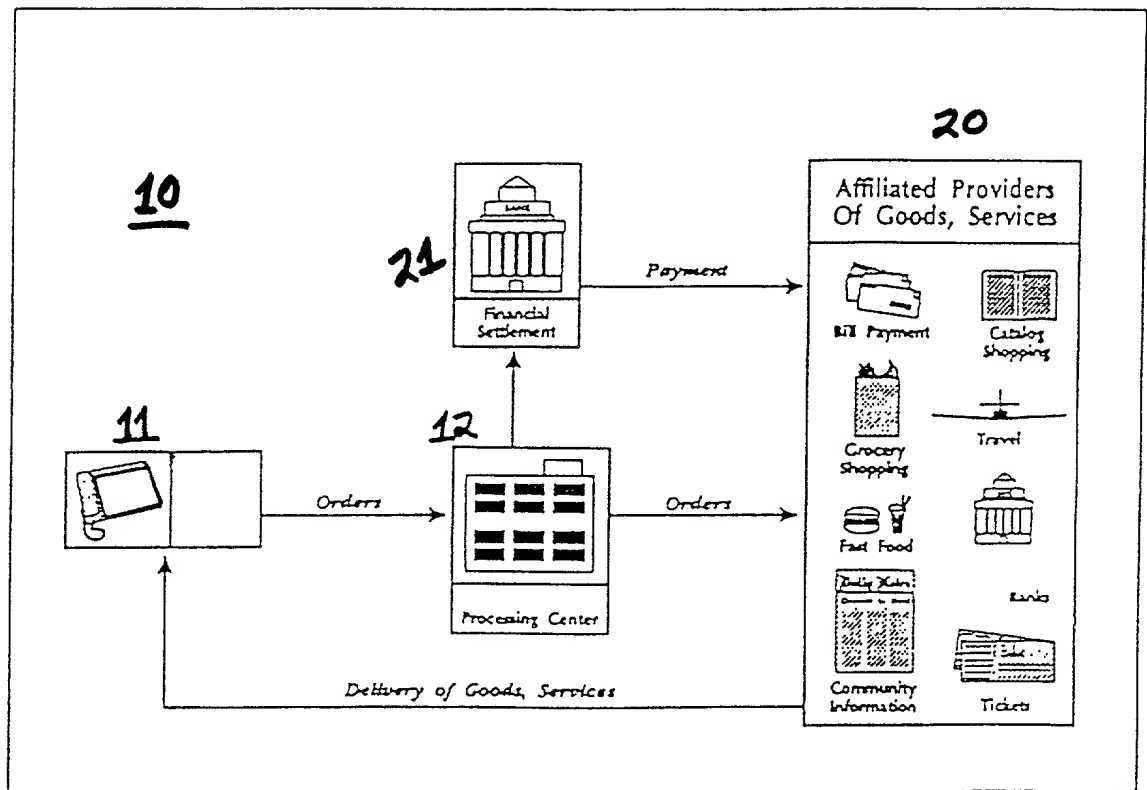 20
10
Affiliated Providers
Of Goods, Services
BANK
21
Payment
Financial
Settlement
Bill Payment
Catalog
Shopping
11
12
Travel
Grocery
Shopping
Orders
Orders
Fast Food
Banks
Processing Center
Delivery of Goods, Services
Community
Information
Tickets